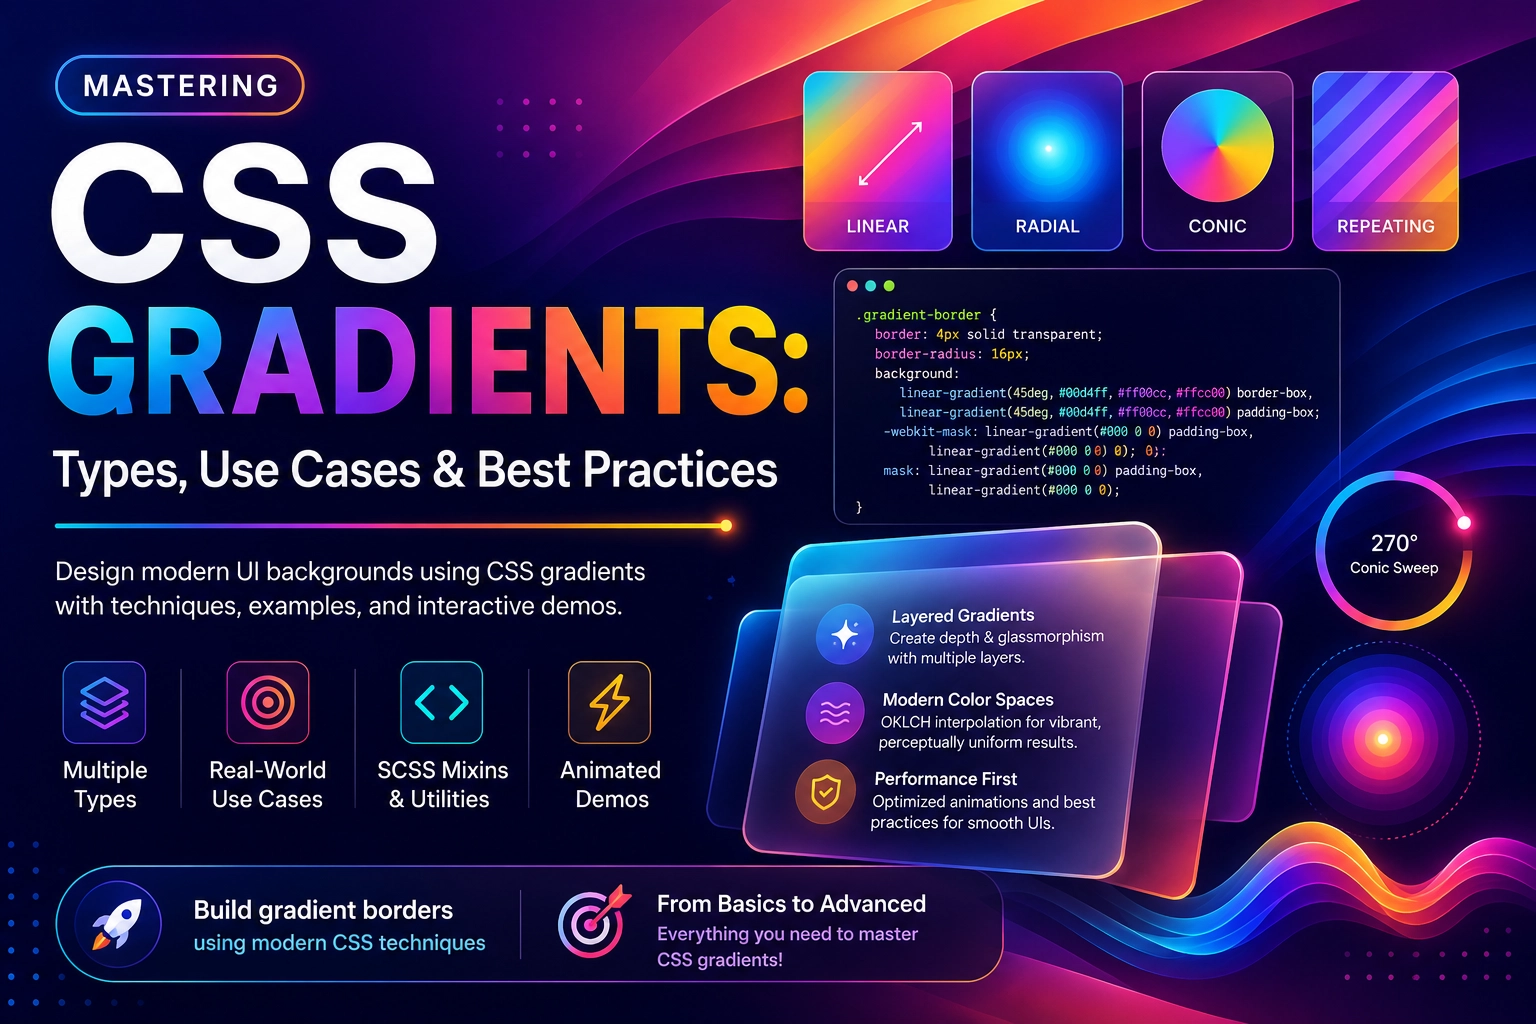 MASTERING
CSS
GRADIENTS:
Types, Use Cases & Best Practices
Design modern UI backgrounds using CSS gradients
with techniques, examples, and interactive demos.
Multiple
Types
Real-World
Use Cases
SCSS Mixins
& Utilities
Animated
Demos
Build gradient borders
using modern CSS techniques
From Basics to Advanced
Everything you need to master
CSS gradients!
LINEAR
RADIAL
CONIC
REPEATING
.gradient-border {
border: 4px solid transparent;
border-radius: 16px;
background:
linear-gradient(45deg, #00d4ff, #ff00cc, #ffcc00) border-box,
linear-gradient(45deg, #00d4ff, #ff00cc, #ffcc00) padding-box;
-webkit-mask: linear-gradient(#000 0 0) padding-box,
linear-gradient(#000 0 0) 0); 0;:
mask: linear-gradient(#000 0 0) padding-box,
linear-gradient(#000 0 0);
}
270°
Conic Sweep
Layered Gradients
Create depth & glassmorphism
with multiple layers.
Modern Color Spaces
OKLCH interpolation for vibrant,
perceptually uniform results.
Performance First
Optimized animations and best
practices for smooth UIs.